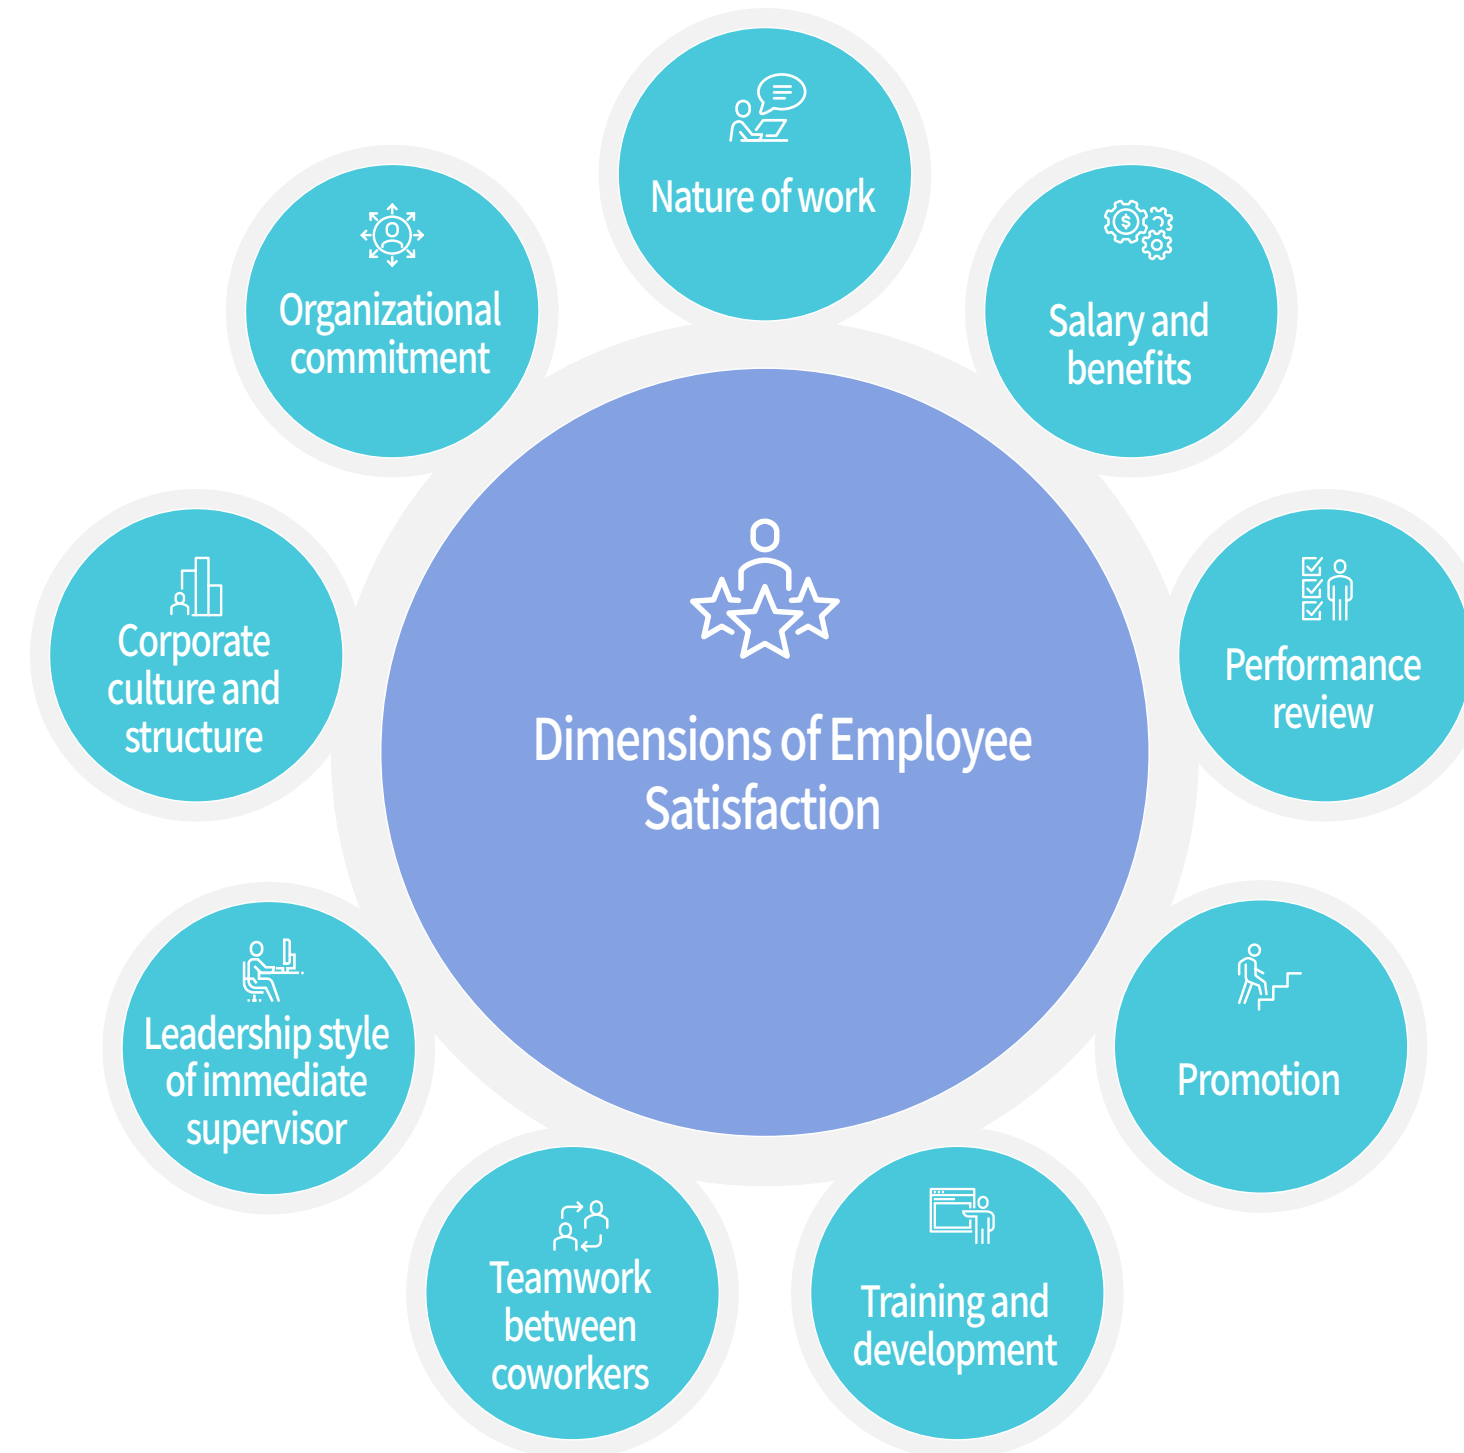 Nature of work
Salary and
benefits
Performance
review
Promotion
Training and
development
Teamwork
between
coworkers
Leadership style
of immediate
supervisor
Corporate
culture and
structure
Organizational
commitment
Dimensions of Employee
Satisfaction